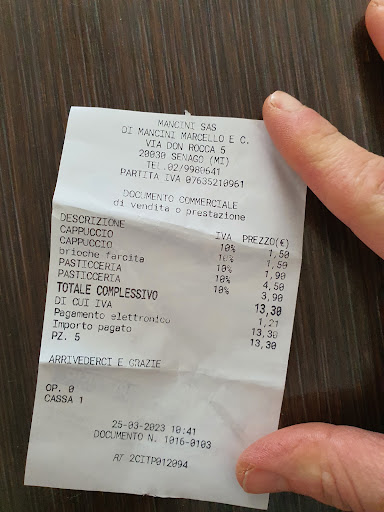 MANCINI SAS
DI MANCINI MARCELLO E C.
VIA DON ROCCA 5
20030 SENAGO (MI)
TEL.02/9980641
PARTITA IVA 07635210961
DOCUMENTO COMMERCIALE
di vendita o prestazione
DESCRIZIONE IVA PREZZO(€)
CAPPUCCIO 10% 1,50
CAPPUCCIO 10% 1,50
brioche farcita 10% 1,90
PASTICCERIA 10% 4,50
PASTICCERIA 10% 3,90
TOTALE COMPLESSIVO 13,30
DI CUI IVA 1,21
Pagamento elettronico 13,30
Importo pagato 13,30
PZ. 5
ARRIVEDERCI E GRAZIE
OP. 0
CASSA 1
25-03-2023 10:41
DOCUMENTO N. 1016-0103
RT 2CITP012094